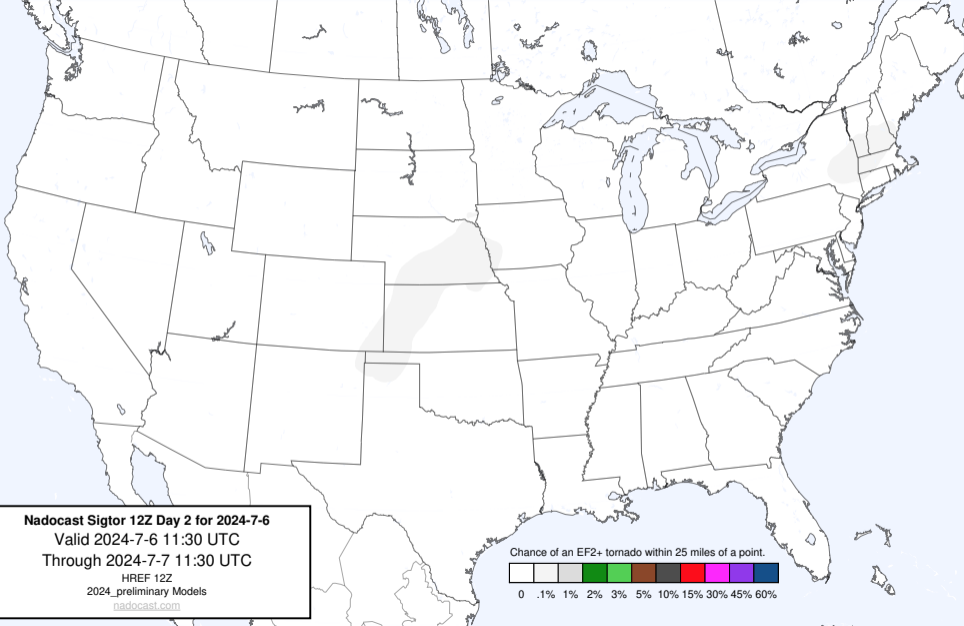 Nadocast Sigtor 12Z Day 2 for 2024-7-6
Valid 2024-7-6 11:30 UTC
Through 2024-7-7 11:30 UTC
HREF 12Z
2024_preliminary Models
nadocast.com
Chance of an EF2+ tornado within 25 miles of a point.
0 .1% 1% 2% 3% 5% 10% 15% 30% 45% 60%